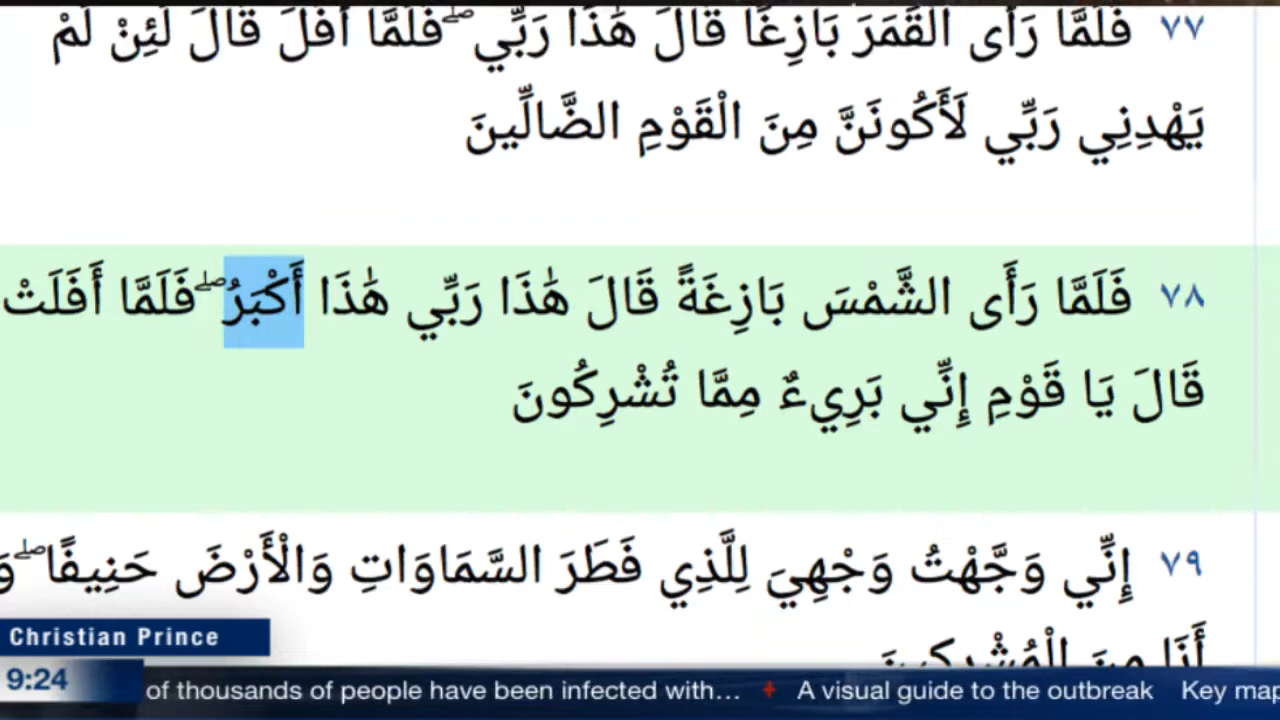 ٧٧ فَلَمَّا رَأَى الْقَمَرَ بَازِغًا قَالَ هَٰذَا رَبِّي ۖ فَلَمَّا أَفَلَ قَالَ لَئِنْ لَمْ
يَهْدِنِي رَبِّي لَأَكُونَنَّ مِنَ الْقَوْمِ الضَّالِّينَ
٧٨ فَلَمَّا رَأَى الشَّمْسَ بَازِغَةً قَالَ هَٰذَا رَبِّي هَٰذَا أَكْبَرُ ۖ فَلَمَّا أَفَلَتْ
قَالَ يَا قَوْمِ إِنِّي بَرِيءٌ مِمَّا تُشْرِكُونَ
٧٩ إِنِّي وَجَّهْتُ وَجْهِيَ لِلَّذِي فَطَرَ السَّمَاوَاتِ وَالْأَرْضَ حَنِيفًا ۖ وَ
أَنَا مِنَ الْمُشْرِكِينَ
Christian Prince
9:24 of thousands of people have been infected with... + A visual guide to the outbreak Key map